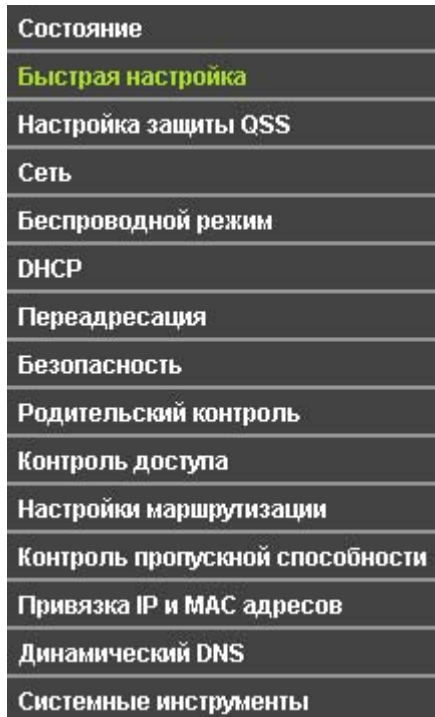 Состояние
Быстрая настройка
Настройка защиты QSS
Сеть
Беспроводной режим
DHCP
Переадресация
Безопасность
Родительский контроль
Контроль доступа
Настройки маршрутизации
Контроль пропускной способности
Привязка IP и MAC адресов
Динамический DNS
Системные инструменты